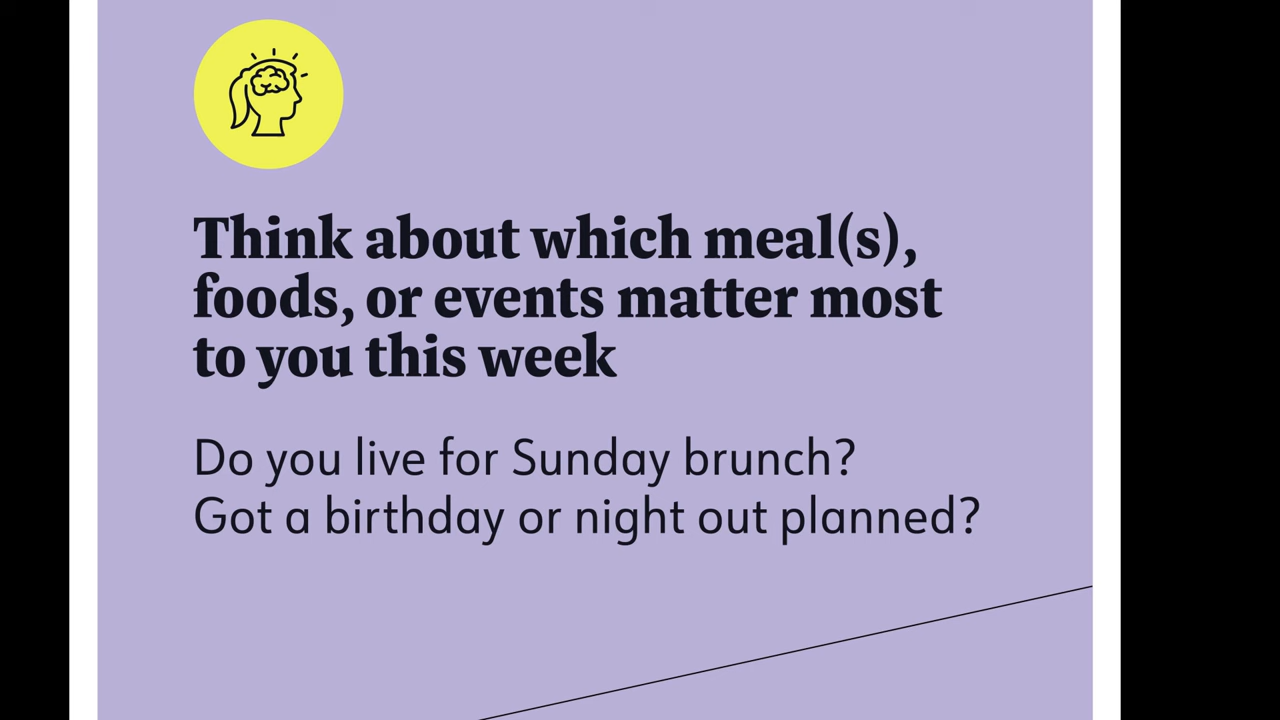 Think about which meal(s),
foods, or events matter most
to you this week
Do you live for Sunday brunch?
Got a birthday or night out planned?